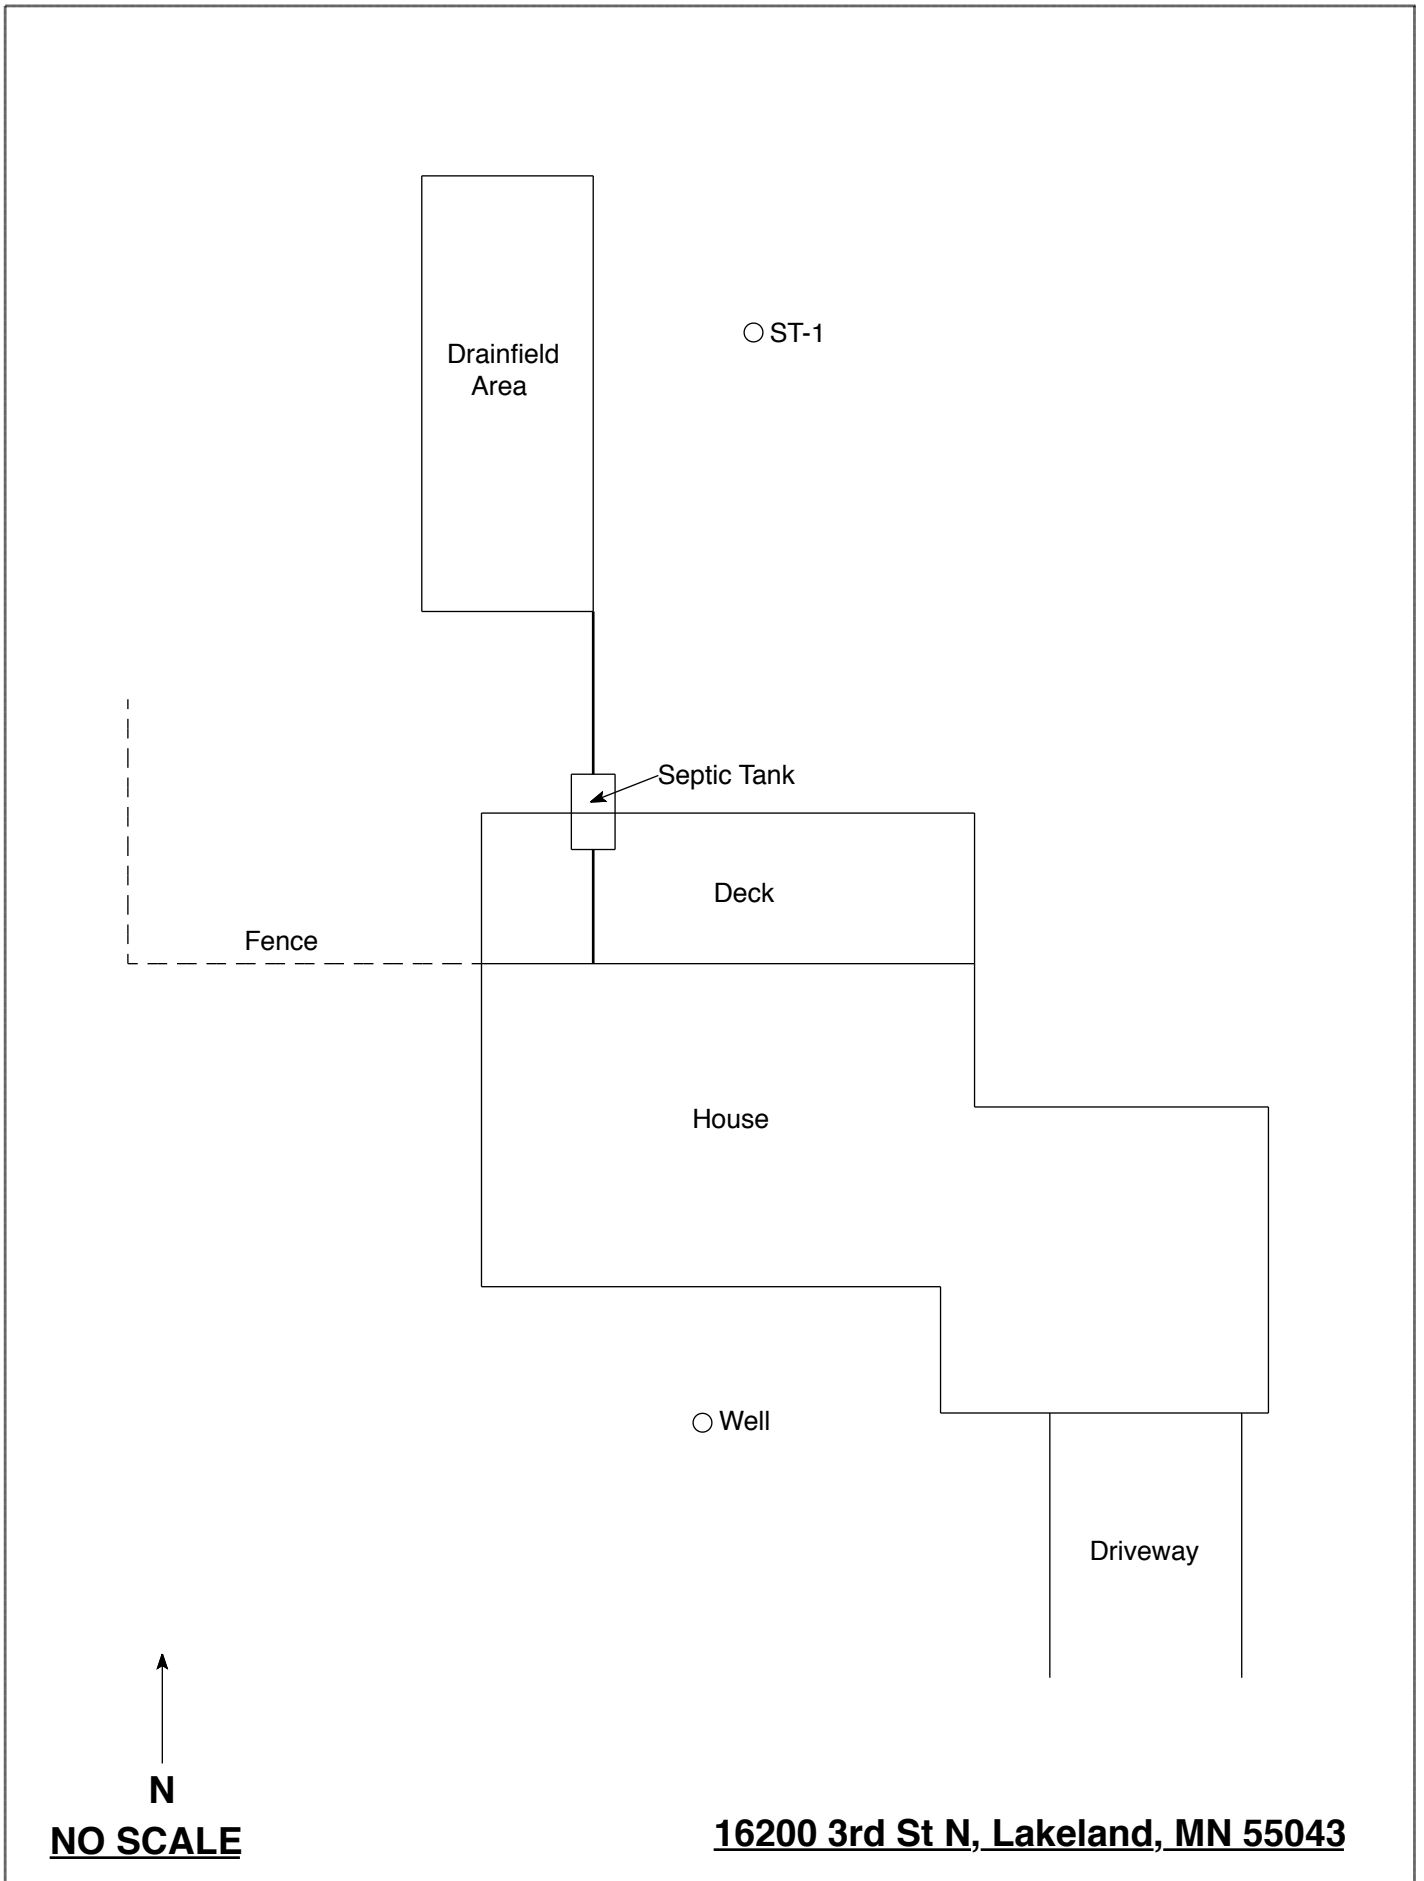 ST-1
Drainfield
Area
Septic Tank
Deck
Fence
House
Well
Driveway
N
NO SCALE
16200 3rd St N, Lakeland, MN 55043